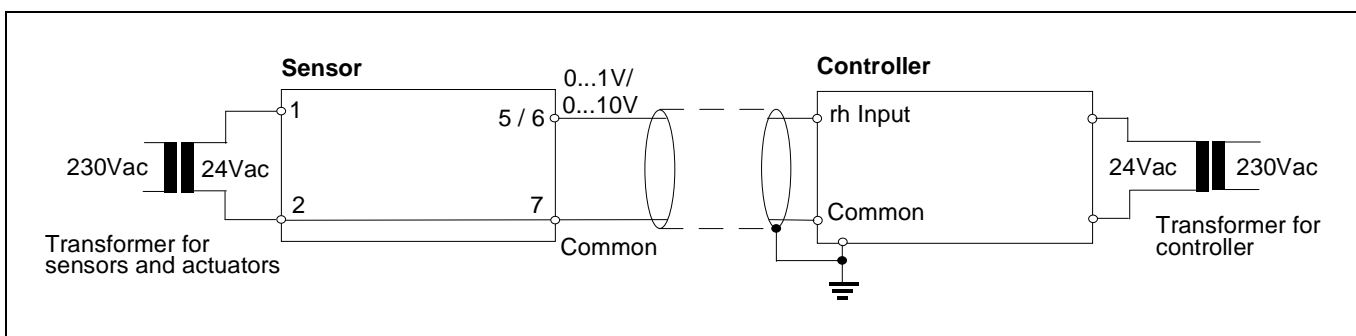 Sensor
Controller
0...1V/
0...10V
1
5 / 6
rh Input
230Vac
24Vac
24Vac
230Vac
2
7
Common
Common
Transformer for
sensors and actuators
Transformer for
controller